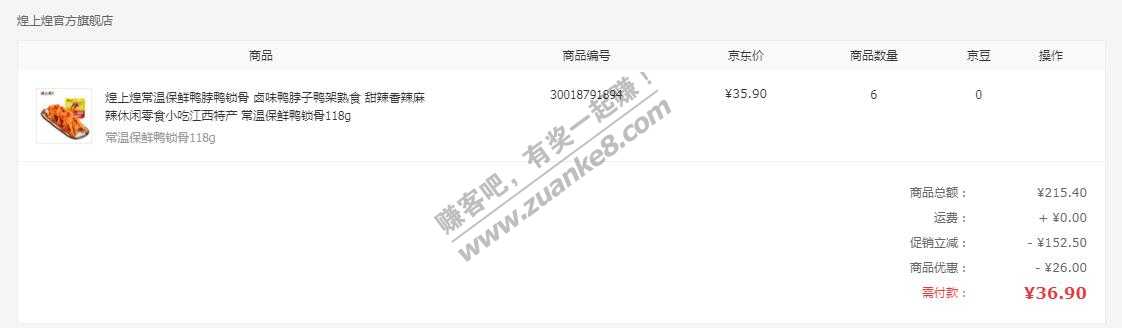 煌上煌官方旗舰店
商品 商品编号 京东价 商品数量 京豆 操作
煌上煌常温保鲜鸭脖鸭锁骨 卤味鸭脖子鸭架熟食 甜辣香辣麻 30018791894 ¥35.90 6 0
辣休闲零食小吃江西特产 常温保鲜鸭锁骨118g
常温保鲜鸭锁骨118g
赚客吧，有奖一起赚！
www.zuanke8.com
商品总额： ¥215.40
运费： + ¥0.00
促销立减： - ¥152.50
商品优惠： - ¥26.00
需付款： ¥36.90